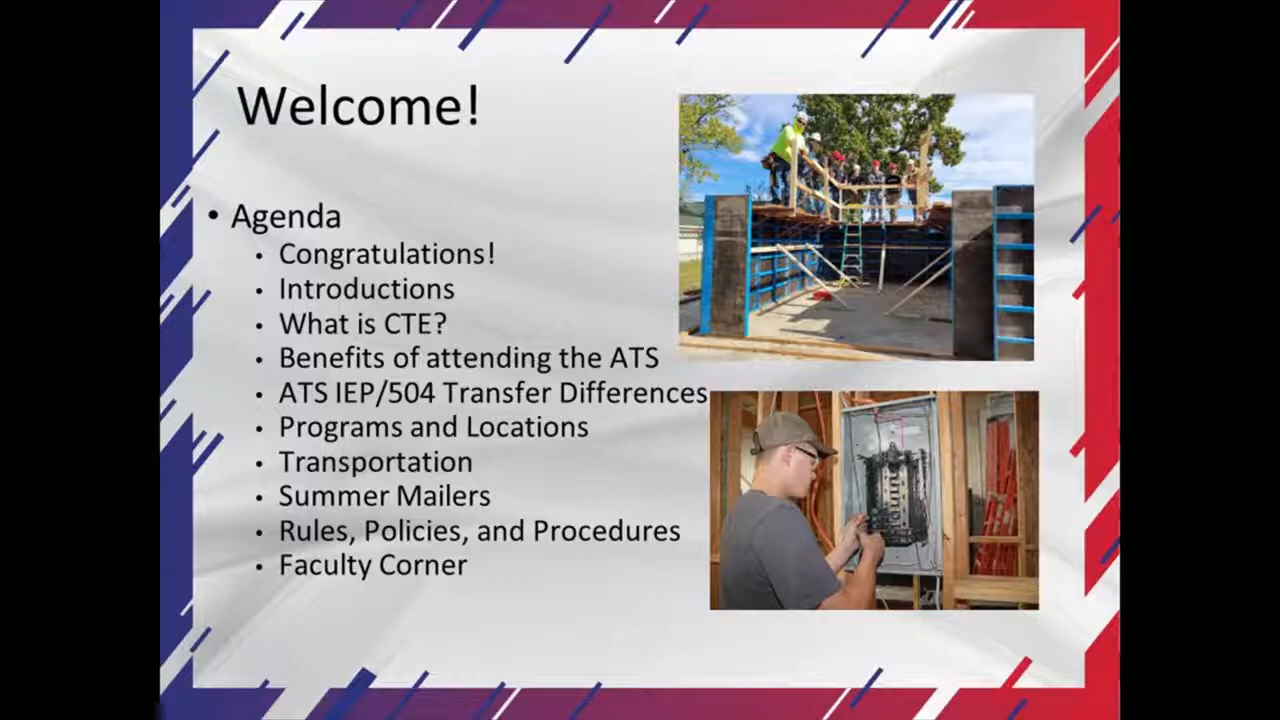 Welcome!
• Agenda
• Congratulations!
• Introductions
• What is CTE?
• Benefits of attending the ATS
• ATS IEP/504 Transfer Differences
• Programs and Locations
• Transportation
• Summer Mailers
• Rules, Policies, and Procedures
• Faculty Corner